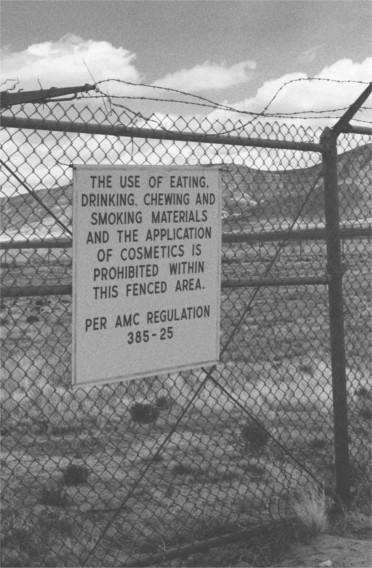 THE USE OF EATING,
DRINKING, CHEWING AND
SMOKING MATERIALS
AND THE APPLICATION
OF COSMETICS IS
PROHIBITED WITHIN
THIS FENCED AREA.
PER AMC REGULATION
385-25